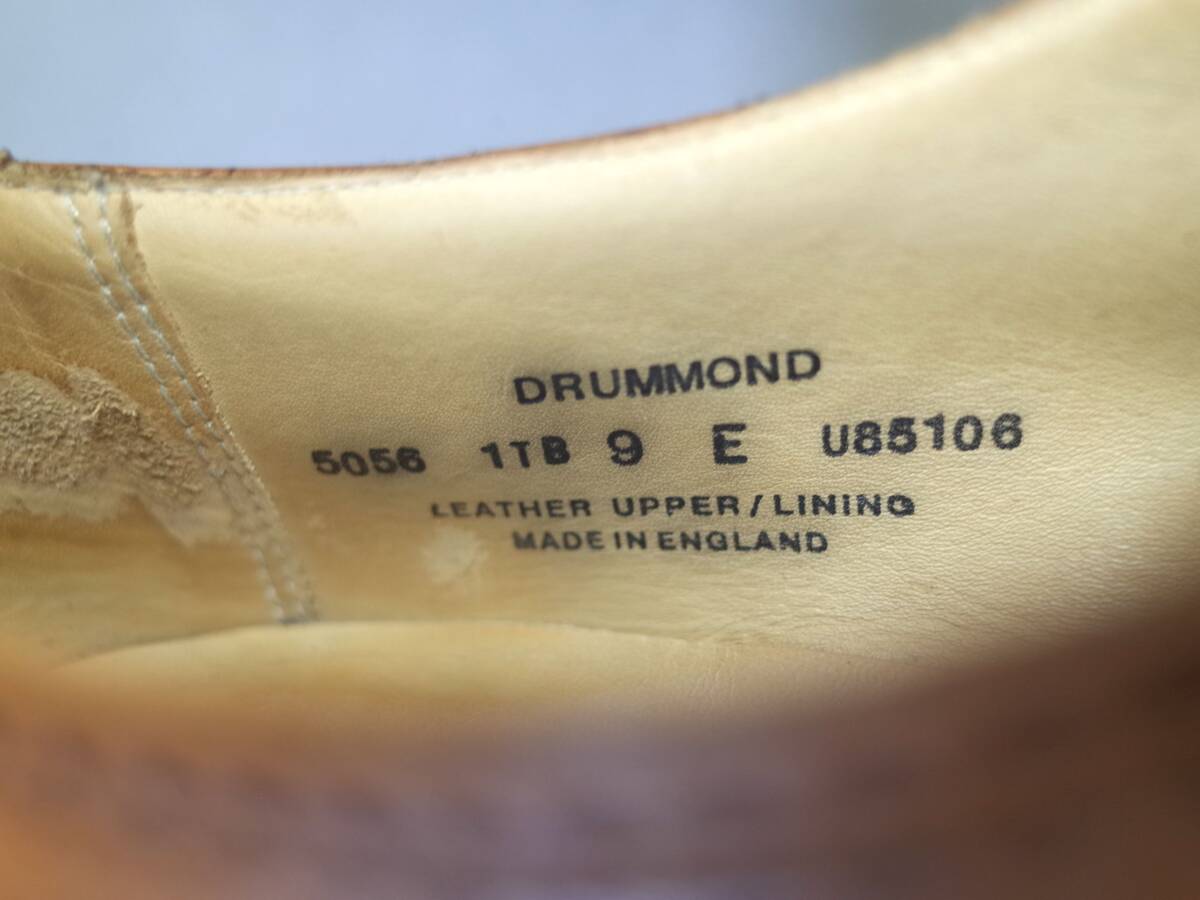 DRUMMOND
5056 1TB 9 E U85106
LEATHER UPPER/LINING
MADE IN ENGLAND